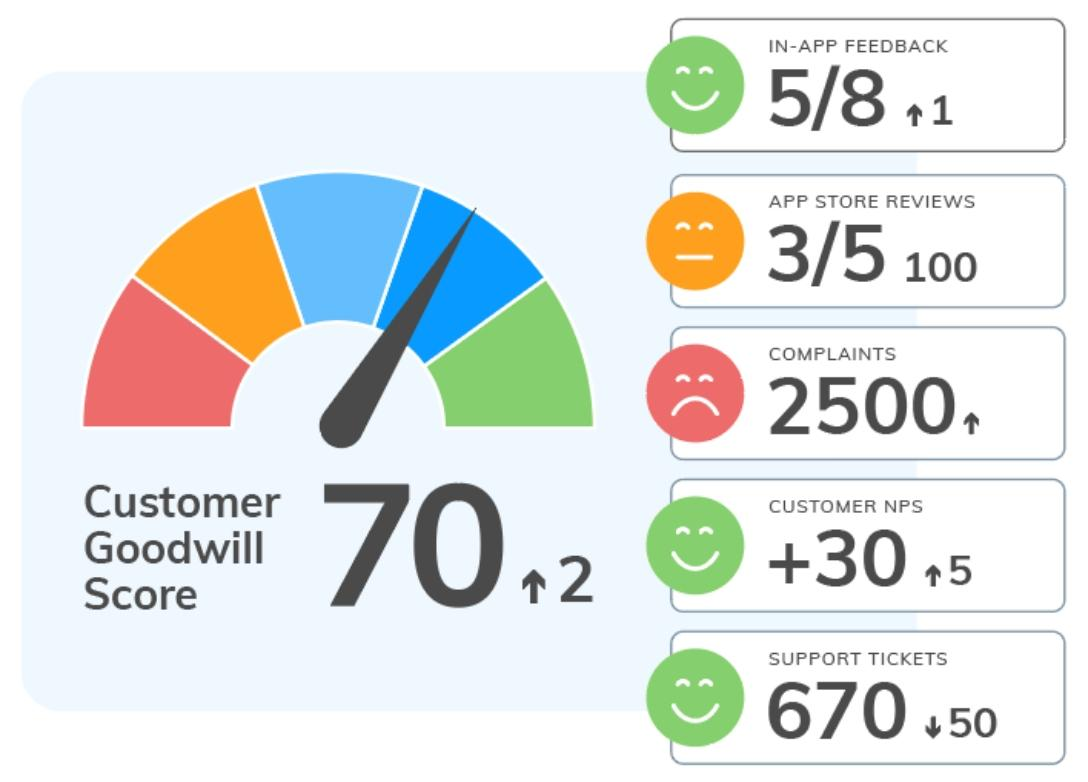 Customer
Goodwill
Score
70 ↑ 2
IN-APP FEEDBACK
5/8 ↑ 1
APP STORE REVIEWS
3/5 100
COMPLAINTS
2500 ↑
CUSTOMER NPS
+30 ↑ 5
SUPPORT TICKETS
670 ↓ 50